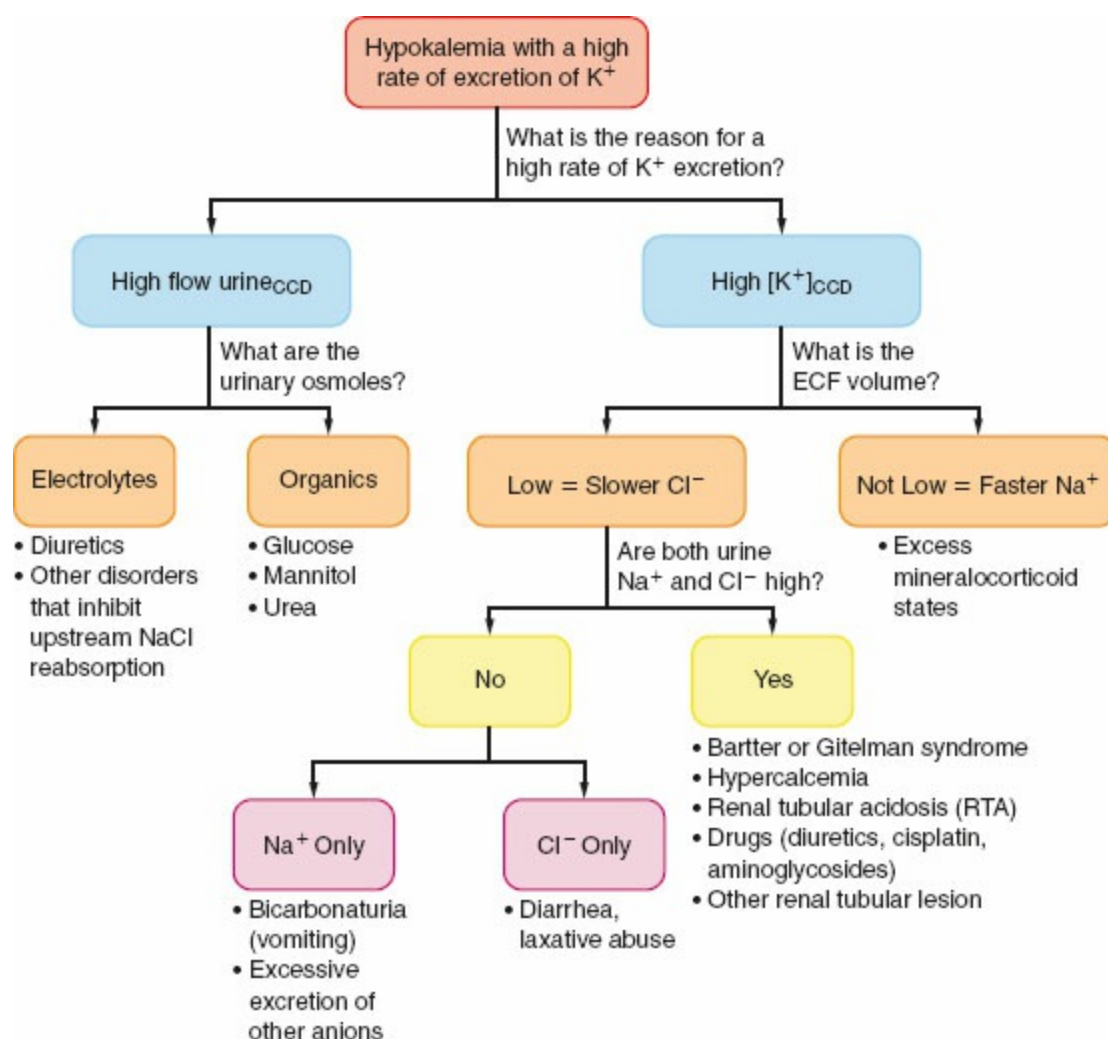 Hypokalemia with a high
rate of excretion of K⁺
What is the reason for a
high rate of K⁺ excretion?
High flow urineCCD
High [K⁺]CCD
What are the
urinary osmoles?
What is the
ECF volume?
Electrolytes
Organics
Low = Slower Cl⁻
Not Low = Faster Na⁺
• Diuretics
• Other disorders
that inhibit
upstream NaCl
reabsorption
• Glucose
• Mannitol
• Urea
Are both urine
Na⁺ and Cl⁻ high?
• Excess
mineralocorticoid
states
No
Yes
• Bartter or Gitelman syndrome
• Hypercalcemia
• Renal tubular acidosis (RTA)
• Drugs (diuretics, cisplatin,
aminoglycosides)
• Other renal tubular lesion
Na⁺ Only
Cl⁻ Only
• Bicarbonaturia
(vomiting)
• Excessive
excretion of
other anions
• Diarrhea,
laxative abuse